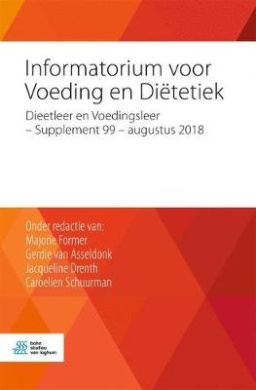 Informatorium voor
Voeding en Diëtetiek
Dieetleer en Voedingsleer
– Supplement 99 – augustus 2018
Onder redactie van:
Majorie Former
Gerdie van Asseldonk
Jacqueline Drenth
Caroelien Schuurman
bohn
stafleu
van loghum